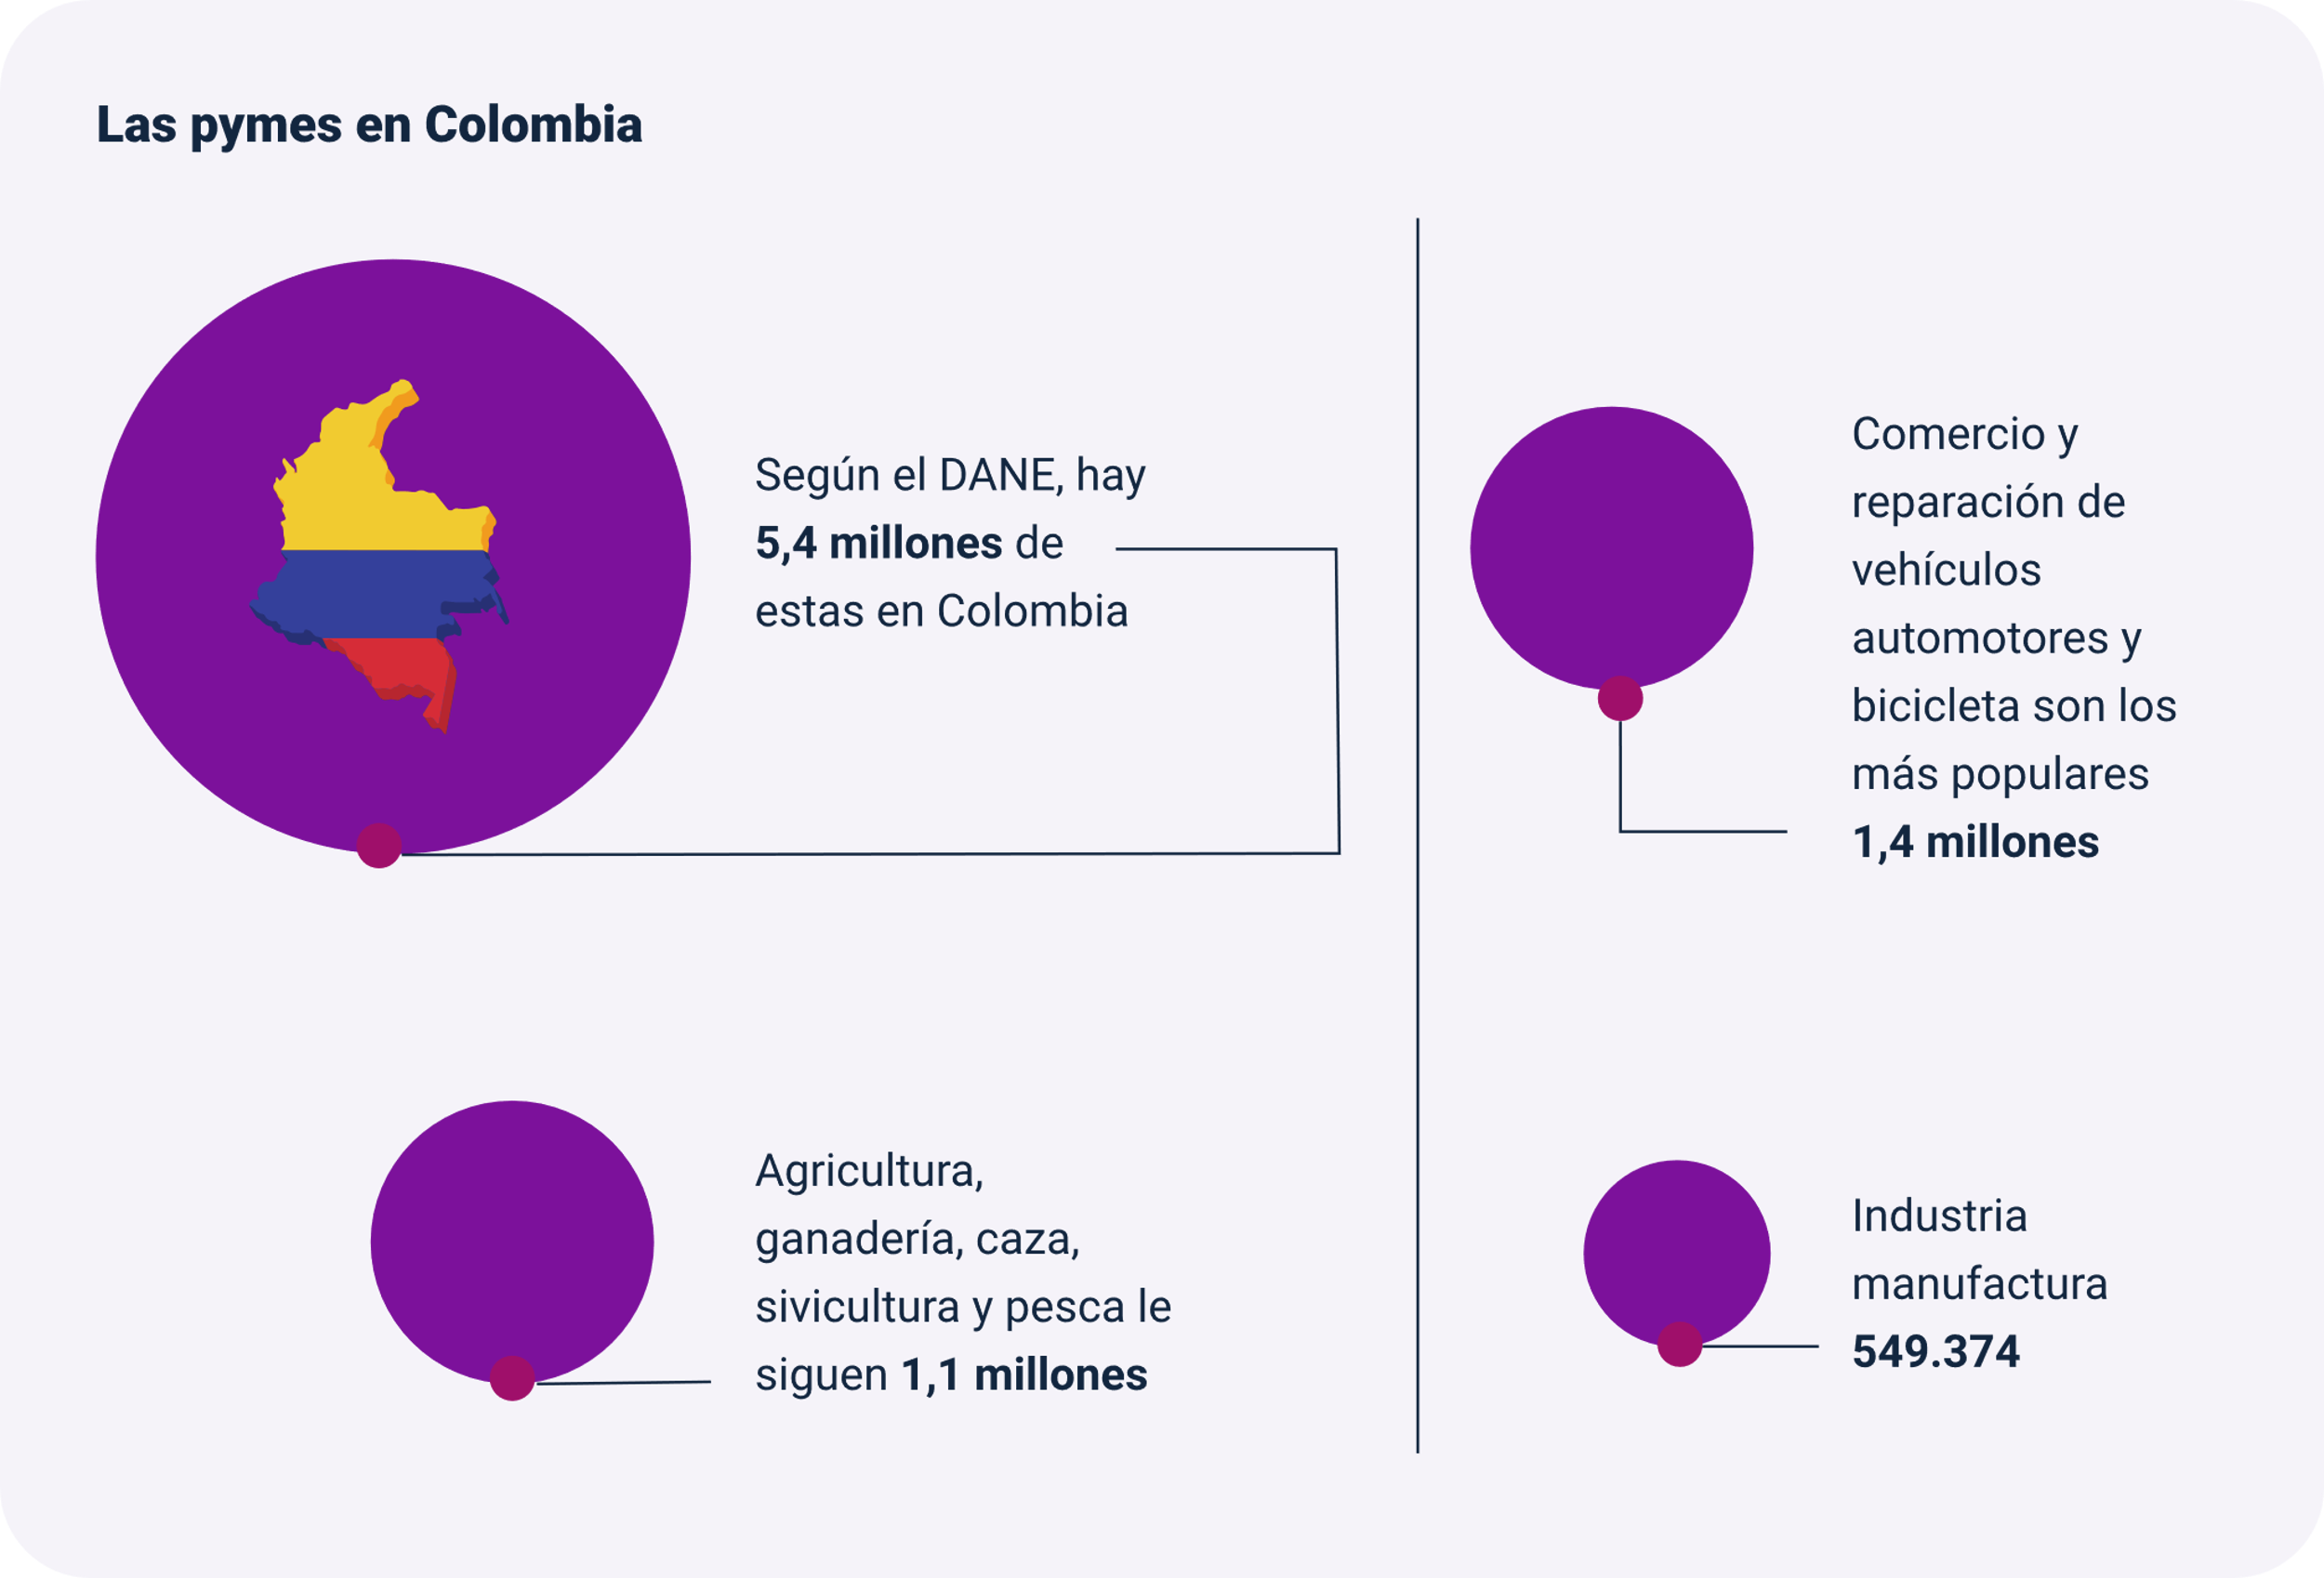 Las pymes en Colombia
Según el DANE, hay
5,4 millones de
estas en Colombia
Comercio y
reparación de
vehículos
automotores y
bicicleta son los
más populares
1,4 millones
Agricultura,
ganadería, caza,
sivicultura y pesca le
siguen 1,1 millones
Industria
manufactura
549.374